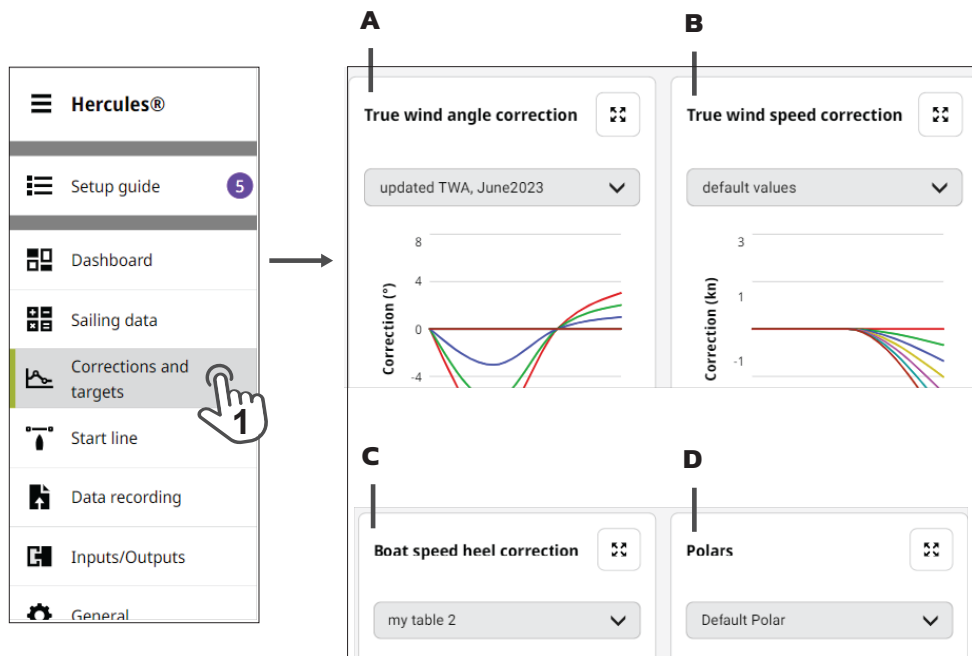 A
B
Hercules®
Setup guide
5
Dashboard
Sailing data
Corrections and
targets
1
Start line
Data recording
Inputs/Outputs
General
True wind angle correction
updated TWA, June2023
8
4
0
-4
Correction (°)
True wind speed correction
default values
3
1
-1
Correction (kn)
C
D
Boat speed heel correction
my table 2
Polars
Default Polar